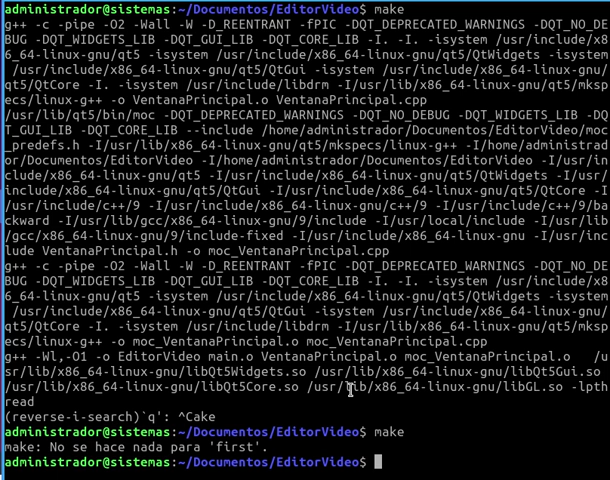 administrador@sistemas:~/Documentos/EditorVideo$ make
g++ -c -pipe -O2 -Wall -W -D_REENTRANT -fPIC -DQT_DEPRECATED_WARNINGS -DQT_NO_DE
BUG -DQT_WIDGETS_LIB -DQT_GUI_LIB -DQT_CORE_LIB -I. -I. -isystem /usr/include/x8
6_64-linux-gnu/qt5 -isystem /usr/include/x86_64-linux-gnu/qt5/QtWidgets -isystem
 /usr/include/x86_64-linux-gnu/qt5/QtGui -isystem /usr/include/x86_64-linux-gnu/
qt5/QtCore -I. -isystem /usr/include/libdrm -I/usr/lib/x86_64-linux-gnu/qt5/mksp
ecs/linux-g++ -o VentanaPrincipal.o VentanaPrincipal.cpp
/usr/lib/qt5/bin/moc -DQT_DEPRECATED_WARNINGS -DQT_NO_DEBUG -DQT_WIDGETS_LIB -DQ
T_GUI_LIB -DQT_CORE_LIB --include /home/administrador/Documentos/EditorVideo/moc
_predefs.h -I/usr/lib/x86_64-linux-gnu/qt5/mkspecs/linux-g++ -I/home/administrad
or/Documentos/EditorVideo -I/home/administrador/Documentos/EditorVideo -I/usr/in
clude/x86_64-linux-gnu/qt5 -I/usr/include/x86_64-linux-gnu/qt5/QtWidgets -I/usr/
include/x86_64-linux-gnu/qt5/QtGui -I/usr/include/x86_64-linux-gnu/qt5/QtCore -I
/usr/include/c++/9 -I/usr/include/x86_64-linux-gnu/c++/9 -I/usr/include/c++/9/ba
ckward -I/usr/lib/gcc/x86_64-linux-gnu/9/include -I/usr/local/include -I/usr/lib
/gcc/x86_64-linux-gnu/9/include-fixed -I/usr/include/x86_64-linux-gnu -I/usr/inc
lude VentanaPrincipal.h -o moc_VentanaPrincipal.cpp
g++ -c -pipe -O2 -Wall -W -D_REENTRANT -fPIC -DQT_DEPRECATED_WARNINGS -DQT_NO_DE
BUG -DQT_WIDGETS_LIB -DQT_GUI_LIB -DQT_CORE_LIB -I. -I. -isystem /usr/include/x8
6_64-linux-gnu/qt5 -isystem /usr/include/x86_64-linux-gnu/qt5/QtWidgets -isystem
 /usr/include/x86_64-linux-gnu/qt5/QtGui -isystem /usr/include/x86_64-linux-gnu/
qt5/QtCore -I. -isystem /usr/include/libdrm -I/usr/lib/x86_64-linux-gnu/qt5/mksp
ecs/linux-g++ -o moc_VentanaPrincipal.o moc_VentanaPrincipal.cpp
g++ -Wl,-O1 -o EditorVideo main.o VentanaPrincipal.o moc_VentanaPrincipal.o   /u
sr/lib/x86_64-linux-gnu/libQt5Widgets.so /usr/lib/x86_64-linux-gnu/libQt5Gui.so 
/usr/lib/x86_64-linux-gnu/libQt5Core.so /usr/lib/x86_64-linux-gnu/libGL.so -lpth
read
(reverse-i-search)`q': ^Cake
administrador@sistemas:~/Documentos/EditorVideo$ make
make: No se hace nada para 'first'.
administrador@sistemas:~/Documentos/EditorVideo$